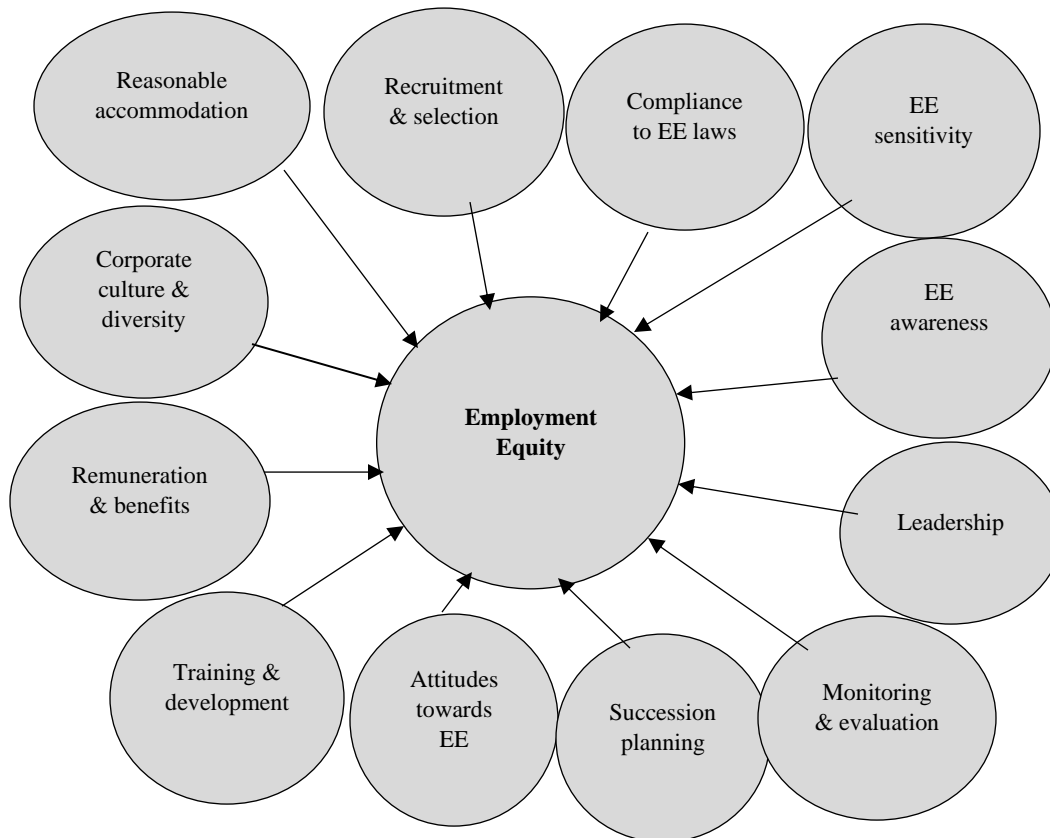 Reasonable
accommodation
Recruitment
& selection
Compliance
to EE laws
EE
sensitivity
Corporate
culture &
diversity
EE
awareness
Employment
Equity
Remuneration
& benefits
Leadership
Training &
development
Attitudes
towards
EE
Succession
planning
Monitoring
& evaluation